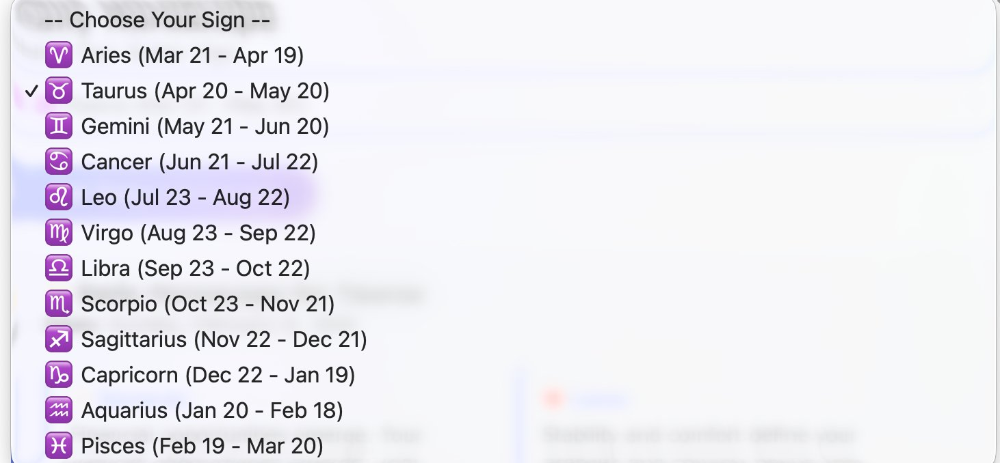 -- Choose Your Sign --
♈ Aries (Mar 21 - Apr 19)
✓ ♉ Taurus (Apr 20 - May 20)
♊ Gemini (May 21 - Jun 20)
♋ Cancer (Jun 21 - Jul 22)
♌ Leo (Jul 23 - Aug 22)
♍ Virgo (Aug 23 - Sep 22)
♎ Libra (Sep 23 - Oct 22)
♏ Scorpio (Oct 23 - Nov 21)
♐ Sagittarius (Nov 22 - Dec 21)
♑ Capricorn (Dec 22 - Jan 19)
♒ Aquarius (Jan 20 - Feb 18)
♓ Pisces (Feb 19 - Mar 20)